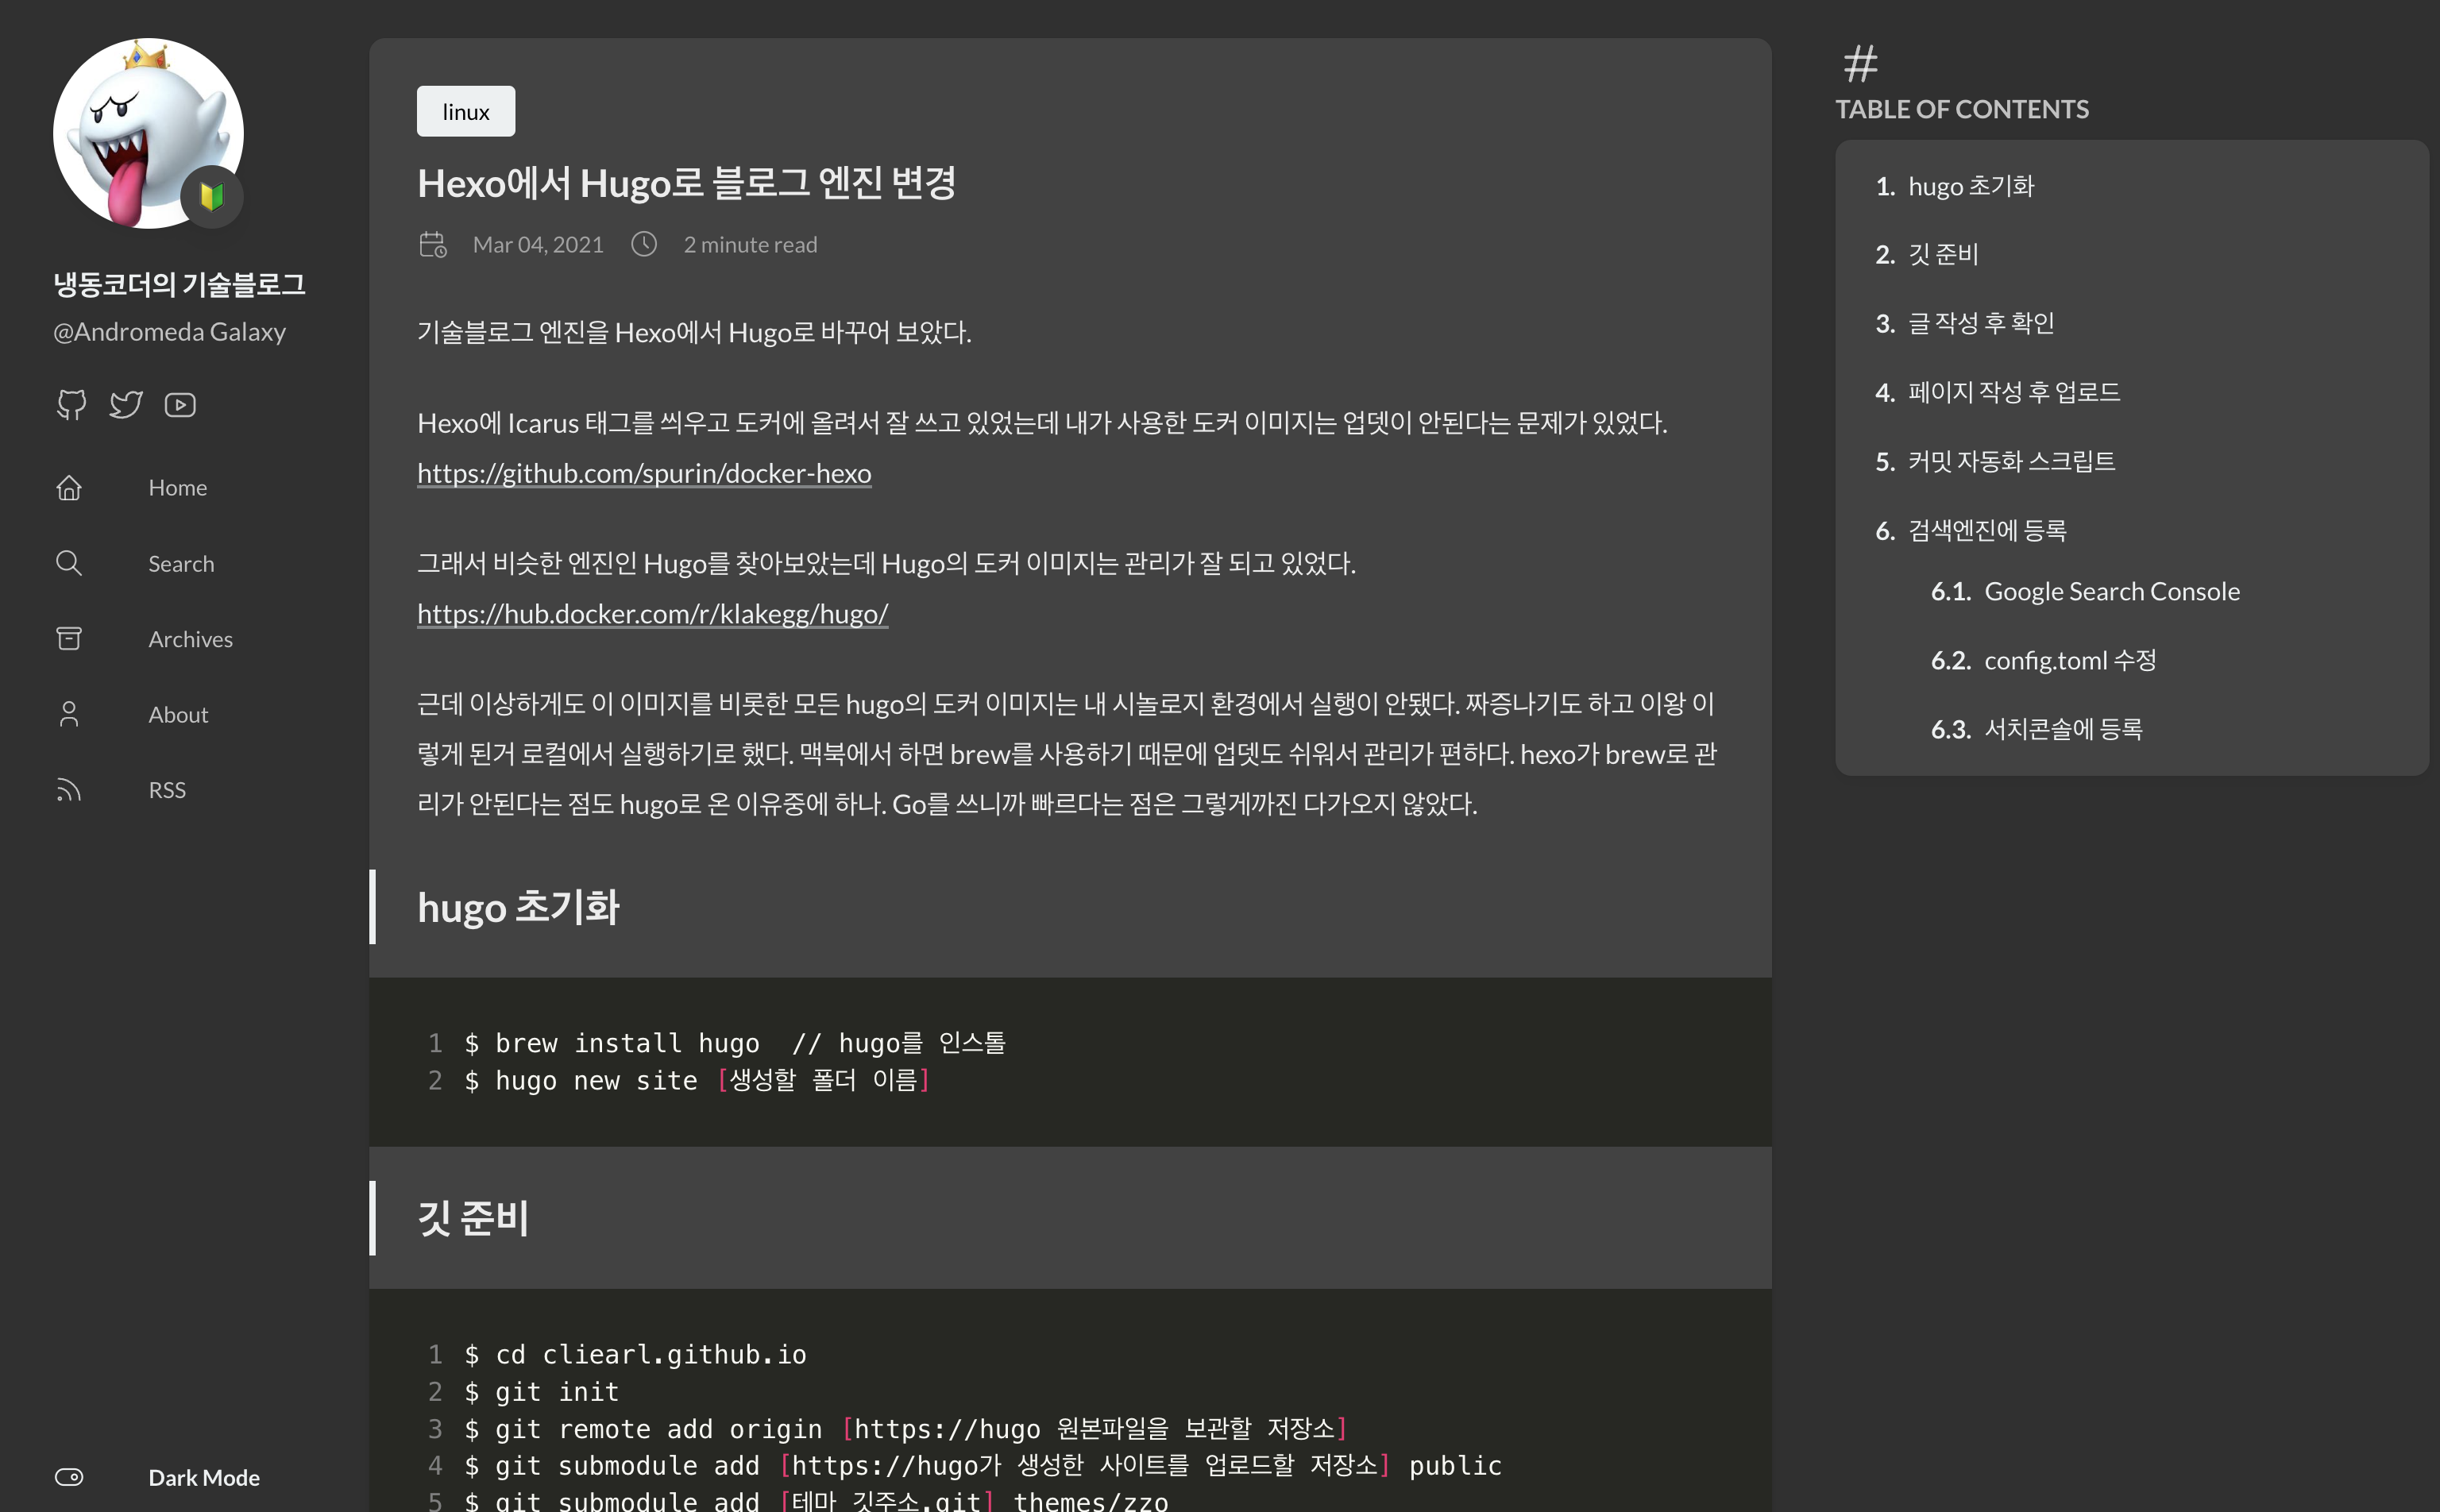 냉동코더의 기술블로그
@Andromeda Galaxy
Home
Search
Archives
About
RSS
Dark Mode
linux
Hexo에서 Hugo로 블로그 엔진 변경
Mar 04, 2021 2 minute read
기술블로그 엔진을 Hexo에서 Hugo로 바꾸어 보았다.
Hexo에 Icarus 태그를 씌우고 도커에 올려서 잘 쓰고 있었는데 내가 사용한 도커 이미지는 업뎃이 안된다는 문제가 있었다.
https://github.com/spurin/docker-hexo
그래서 비슷한 엔진인 Hugo를 찾아보았는데 Hugo의 도커 이미지는 관리가 잘 되고 있었다.
https://hub.docker.com/r/klakegg/hugo/
근데 이상하게도 이 이미지를 비롯한 모든 hugo의 도커 이미지는 내 시놀로지 환경에서 실행이 안됐다. 짜증나기도 하고 이왕 이
렇게 된거 로컬에서 실행하기로 했다. 맥북에서 하면 brew를 사용하기 때문에 업뎃도 쉬워서 관리가 편하다. hexo가 brew로 관
리가 안된다는 점도 hugo로 온 이유중에 하나. Go를 쓰니까 빠르다는 점은 그렇게까진 다가오지 않았다.
hugo 초기화
1 $ brew install hugo  // hugo를 인스톨
2 $ hugo new site [생성할 폴더 이름]
깃 준비
1 $ cd cliearl.github.io
2 $ git init
3 $ git remote add origin [https://hugo 원본파일을 보관할 저장소]
4 $ git submodule add [https://hugo가 생성한 사이트를 업로드할 저장소] public
5 $ git submodule add [테마 깃주소.git] themes/zzo
#
TABLE OF CONTENTS
1. hugo 초기화
2. 깃 준비
3. 글 작성 후 확인
4. 페이지 작성 후 업로드
5. 커밋 자동화 스크립트
6. 검색엔진에 등록
6.1. Google Search Console
6.2. config.toml 수정
6.3. 서치콘솔에 등록